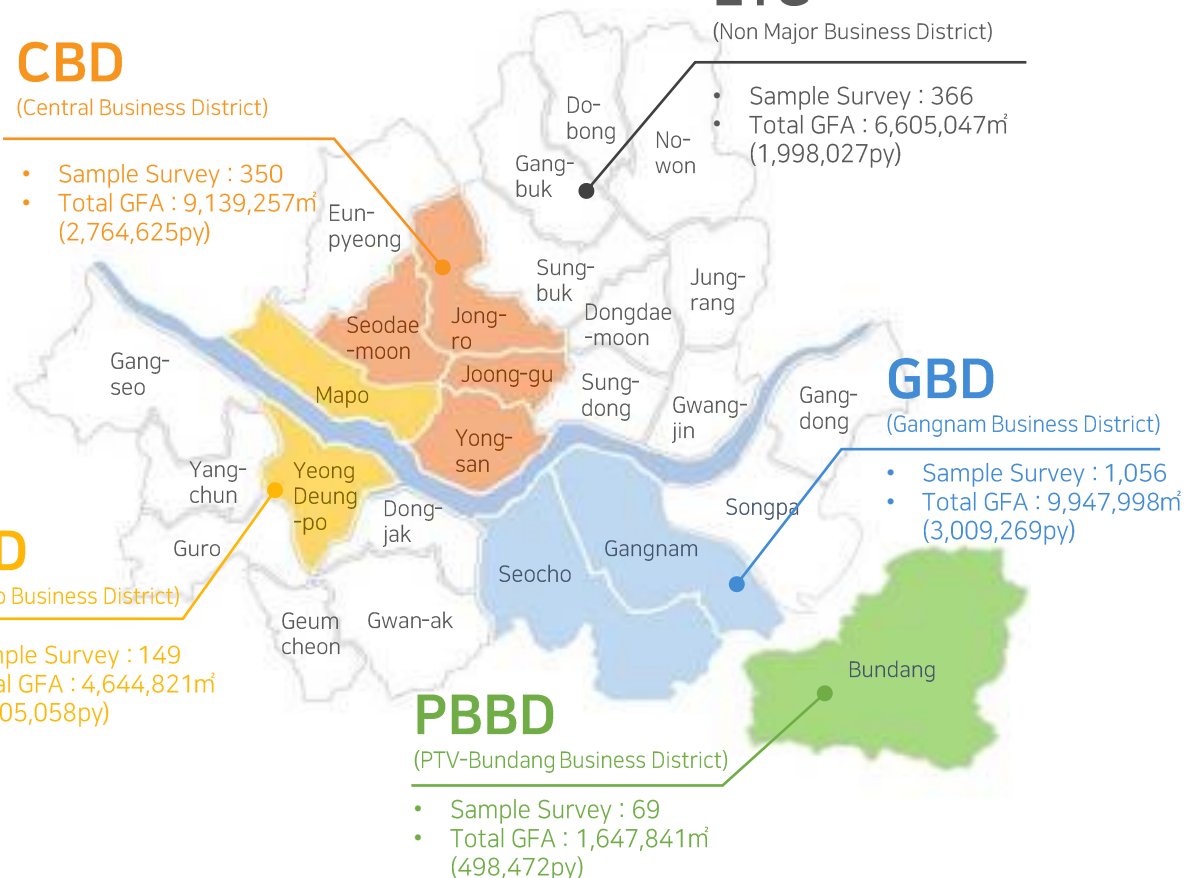 (Non Major Business District)
• Sample Survey : 366
• Total GFA : 6,605,047㎡
(1,998,027py)
CBD
(Central Business District)
• Sample Survey : 350
• Total GFA : 9,139,257㎡
(2,764,625py)
Do-
bong
No-
won
Gang-
buk
Eun-
pyeong
Sung-
buk
Jung-
rang
Dongdae
-moon
Seodae
-moon
Jong-
ro
Joong-gu
Gang-
seo
Mapo
Sung-
dong
Gwang-
jin
Gang-
dong
Yong-
san
Yang-
chun
Yeong
Deung
-po
Dong-
jak
Songpa
Guro
Gangnam
Seocho
Geum
cheon
Gwan-ak
Bundang
GBD
(Gangnam Business District)
• Sample Survey : 1,056
• Total GFA : 9,947,998㎡
(3,009,269py)
D
o Business District)
mple Survey : 149
al GFA : 4,644,821㎡
05,058py)
PBBD
(PTV-Bundang Business District)
• Sample Survey : 69
• Total GFA : 1,647,841㎡
(498,472py)